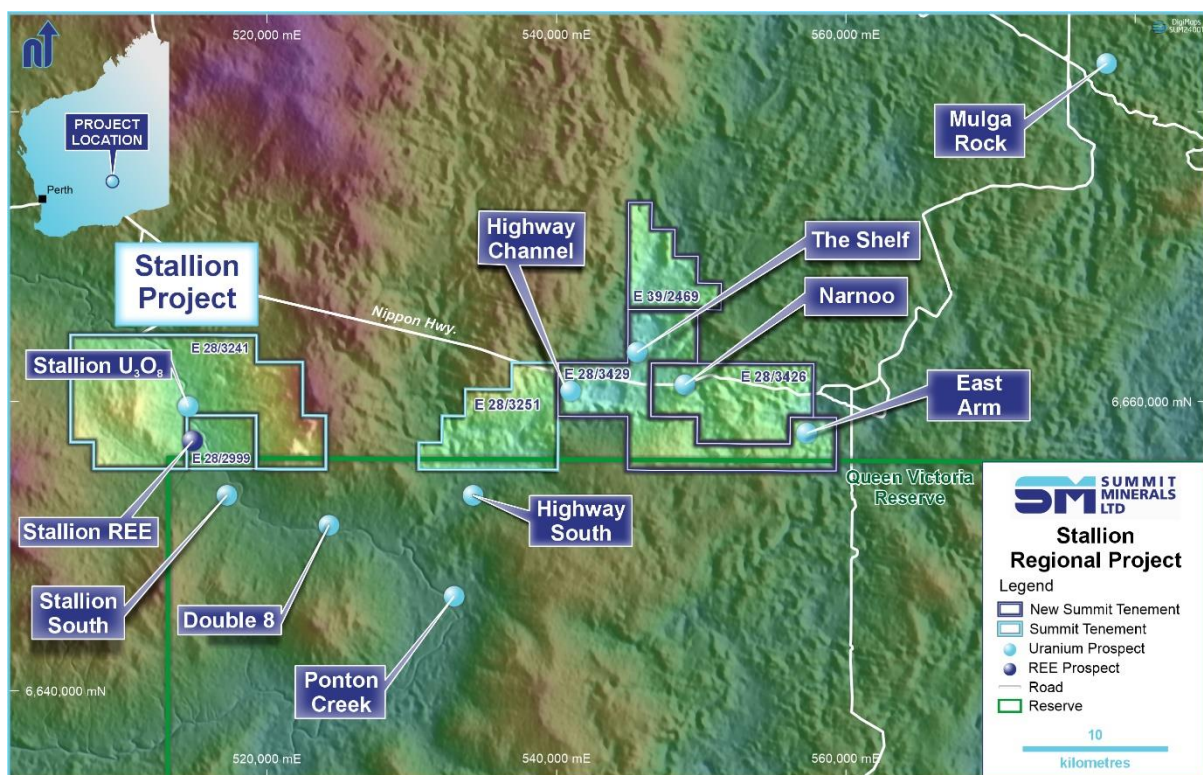 520,000 mE
540,000 mE
560,000 mE
DigiMaps
SUM24001
N
PROJECT
LOCATION
Perth
Mulga
Rock
Highway
Channel
The Shelf
Stallion
Project
E 39/2469
Narnoo
Nippon Hwy.
E 28/3241
Stallion U₃O₈
E 28/3429
E 28/3426
E 28/3251
East
Arm
6,660,000 mN
E 28/2999
Queen Victoria
Reserve
Stallion REE
Highway
South
Stallion
South
Double 8
Ponton
Creek
6,640,000 mN
520,000 mE
540,000 mE
560,000 mE
SM SUMMIT
MINERALS
LTD
Stallion
Regional Project
Legend
New Summit Tenement
Summit Tenement
Uranium Prospect
REE Prospect
Road
Reserve
10
kilometres